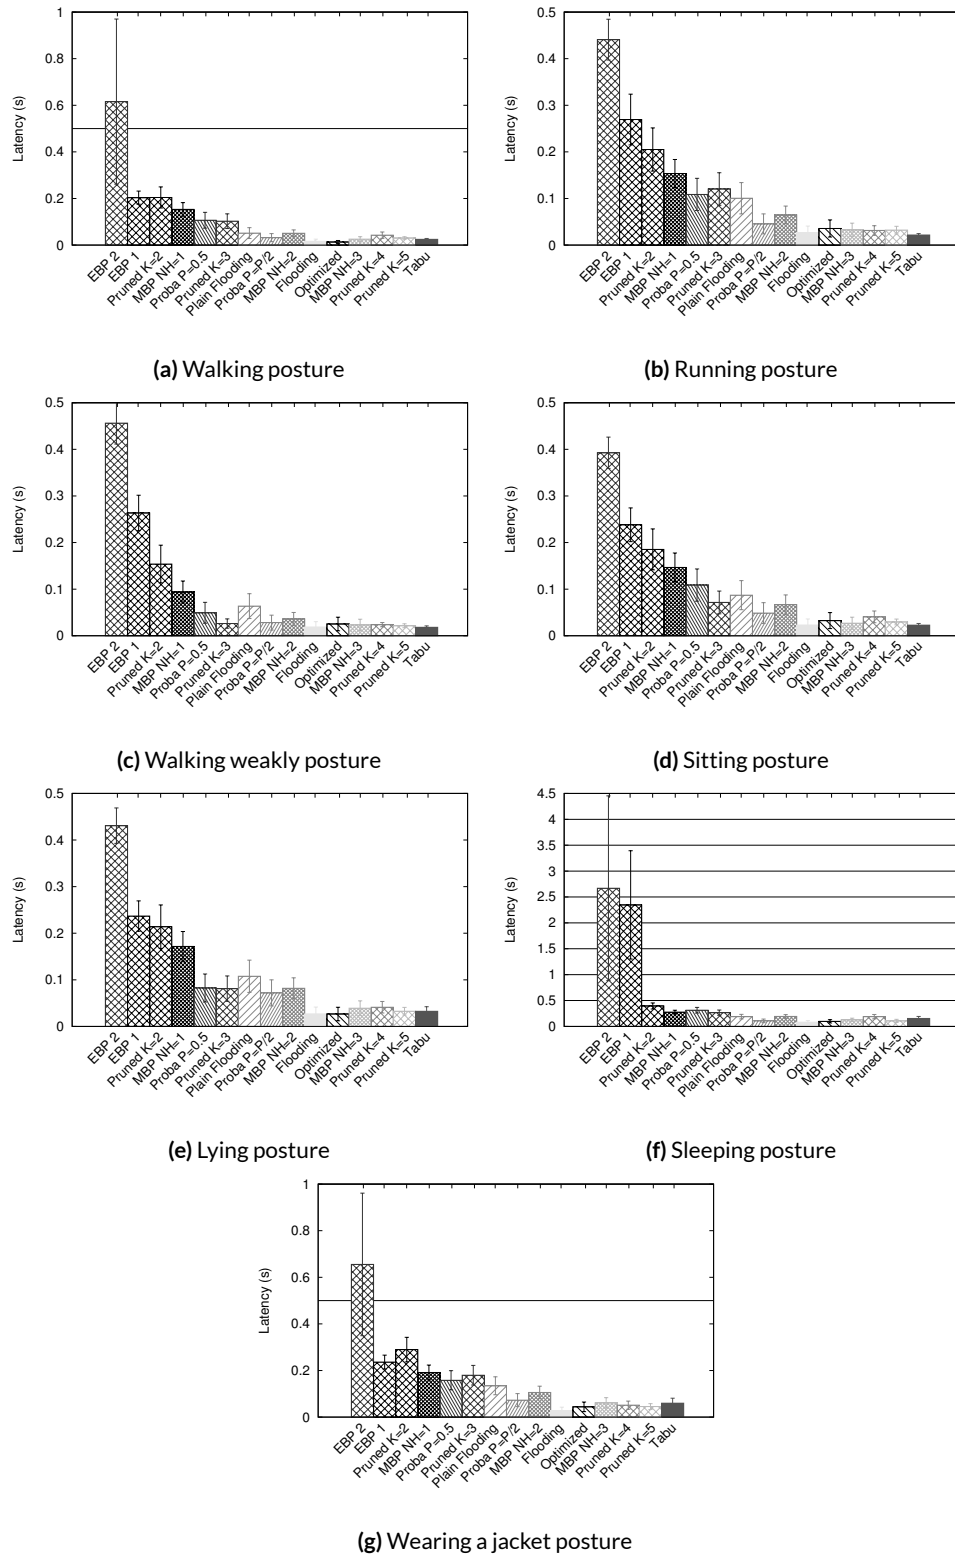 1
0.8
0.6
0.4
0.2
0
Latency (s)
EBP 2
EBP 1
Pruned K=2
MBP NH=1
Proba P=0.5
Pruned K=3
Plain Flooding
Proba P=P/2
MBP NH=2
Flooding
Optimized
MBP NH=3
Pruned K=4
Pruned K=5
Tabu
(a) Walking posture
0.5
0.4
0.3
0.2
0.1
0
Latency (s)
EBP 2
EBP 1
Pruned K=2
MBP NH=1
Proba P=0.5
Pruned K=3
Plain Flooding
Proba P=P/2
MBP NH=2
Flooding
Optimized
MBP NH=3
Pruned K=4
Pruned K=5
Tabu
(b) Running posture
0.5
0.4
0.3
0.2
0.1
0
Latency (s)
EBP 2
EBP 1
Pruned K=2
MBP NH=1
Proba P=0.5
Pruned K=3
Plain Flooding
Proba P=P/2
MBP NH=2
Flooding
Optimized
MBP NH=3
Pruned K=4
Pruned K=5
Tabu
(c) Walking weakly posture
0.5
0.4
0.3
0.2
0.1
0
Latency (s)
EBP 2
EBP 1
Pruned K=2
MBP NH=1
Proba P=0.5
Pruned K=3
Plain Flooding
Proba P=P/2
MBP NH=2
Flooding
Optimized
MBP NH=3
Pruned K=4
Pruned K=5
Tabu
(d) Sitting posture
0.5
0.4
0.3
0.2
0.1
0
Latency (s)
EBP 2
EBP 1
Pruned K=2
MBP NH=1
Proba P=0.5
Pruned K=3
Plain Flooding
Proba P=P/2
MBP NH=2
Flooding
Optimized
MBP NH=3
Pruned K=4
Pruned K=5
Tabu
(e) Lying posture
4.5
4
3.5
3
2.5
2
1.5
1
0.5
0
Latency (s)
EBP 2
EBP 1
Pruned K=2
MBP NH=1
Proba P=0.5
Pruned K=3
Plain Flooding
Proba P=P/2
MBP NH=2
Flooding
Optimized
MBP NH=3
Pruned K=4
Pruned K=5
Tabu
(f) Sleeping posture
1
0.8
0.6
0.4
0.2
0
Latency (s)
EBP 2
EBP 1
Pruned K=2
MBP NH=1
Proba P=0.5
Pruned K=3
Plain Flooding
Proba P=P/2
MBP NH=2
Flooding
Optimized
MBP NH=3
Pruned K=4
Pruned K=5
Tabu
(g) Wearing a jacket posture